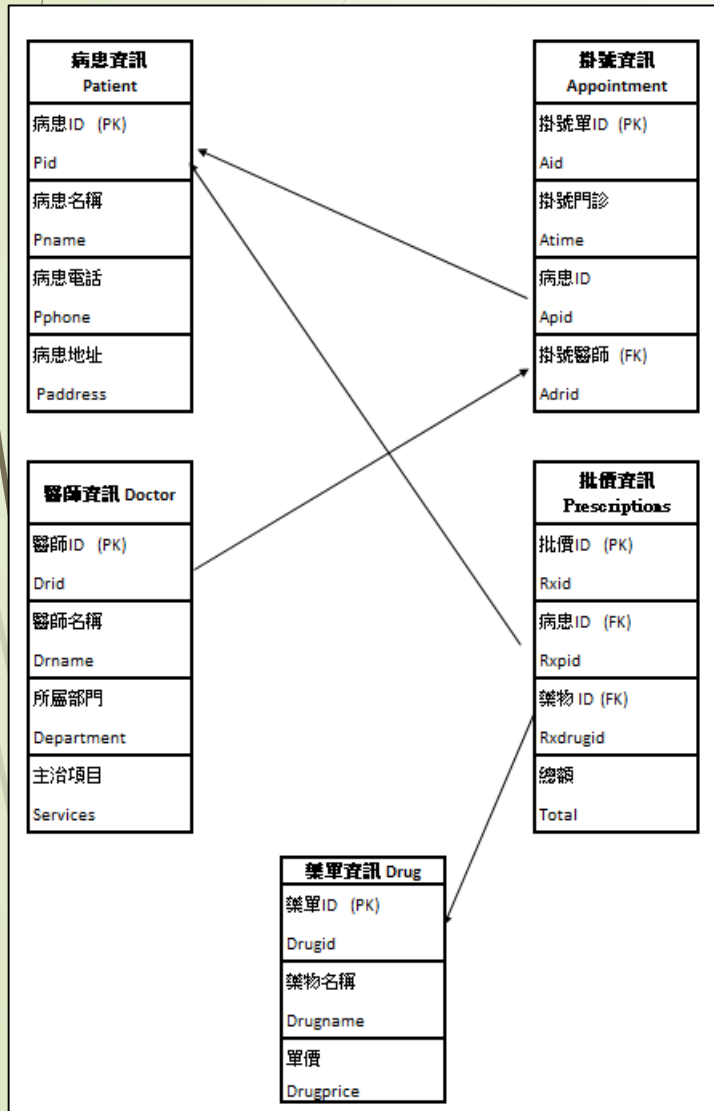 病患資訊
Patient
病患ID (PK)
Pid
病患名稱
Pname
病患電話
Pphone
病患地址
Paddress
掛號資訊
Appointment
掛號單ID (PK)
Aid
掛號門診
Atime
病患ID
Apid
掛號醫師 (FK)
Adrid
醫師資訊 Doctor
醫師ID (PK)
Drid
醫師名稱
Drname
所屬部門
Department
主治項目
Services
批價資訊
Prescriptions
批價ID (PK)
Rxid
病患ID (FK)
Rxpid
藥物 ID (FK)
Rxdrugid
總額
Total
藥單資訊 Drug
藥單ID (PK)
Drugid
藥物名稱
Drugname
單價
Drugprice